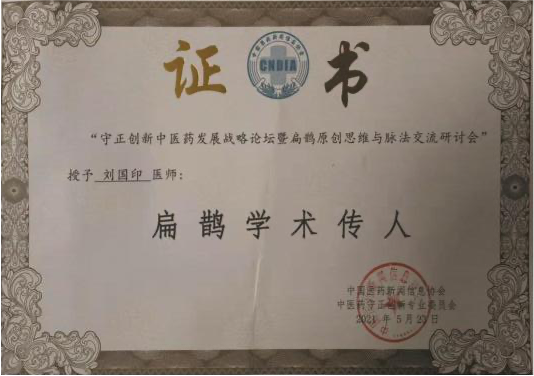 证书
CNDIA
“守正创新中医药发展战略论坛暨扁鹊原创思维与脉法交流研讨会”
授予 刘国印 医师：
扁鹊学术传人
中国医药新闻信息协会
中医药守正创新专业委员会
2021年5月23日